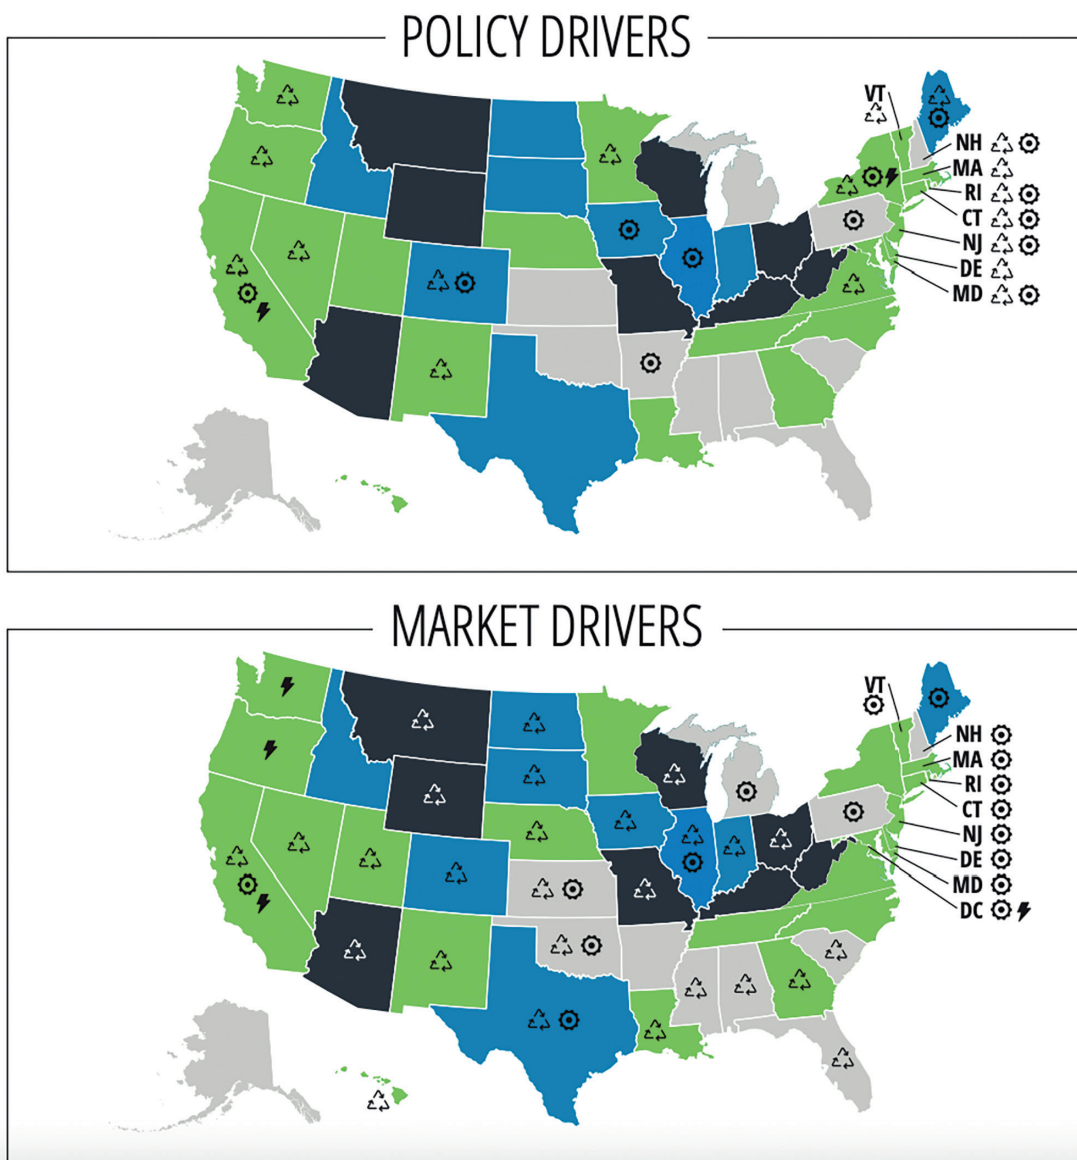 POLICY DRIVERS
VT
NH
MA
RI
CT
NJ
DE
MD
MARKET DRIVERS
VT
NH
MA
RI
CT
NJ
DE
MD
DC